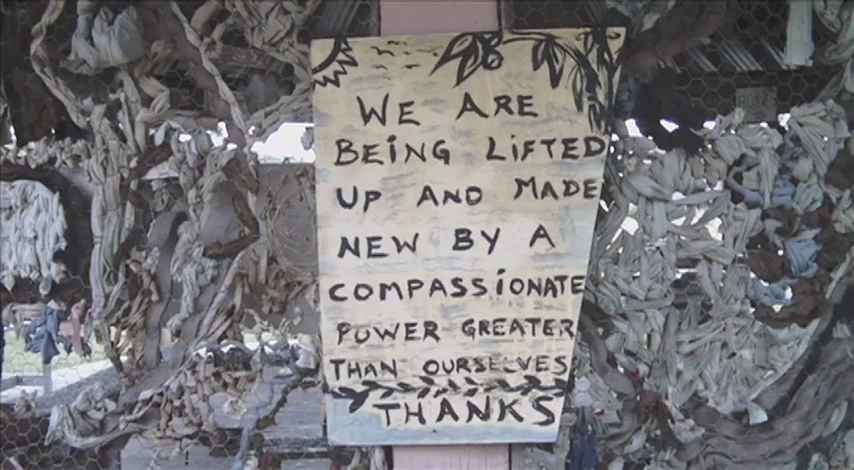 WE ARE
BEING LIFTED
UP AND MADE
NEW BY A
COMPASSIONATE
POWER GREATER
THAN OURSELVES
THANKS